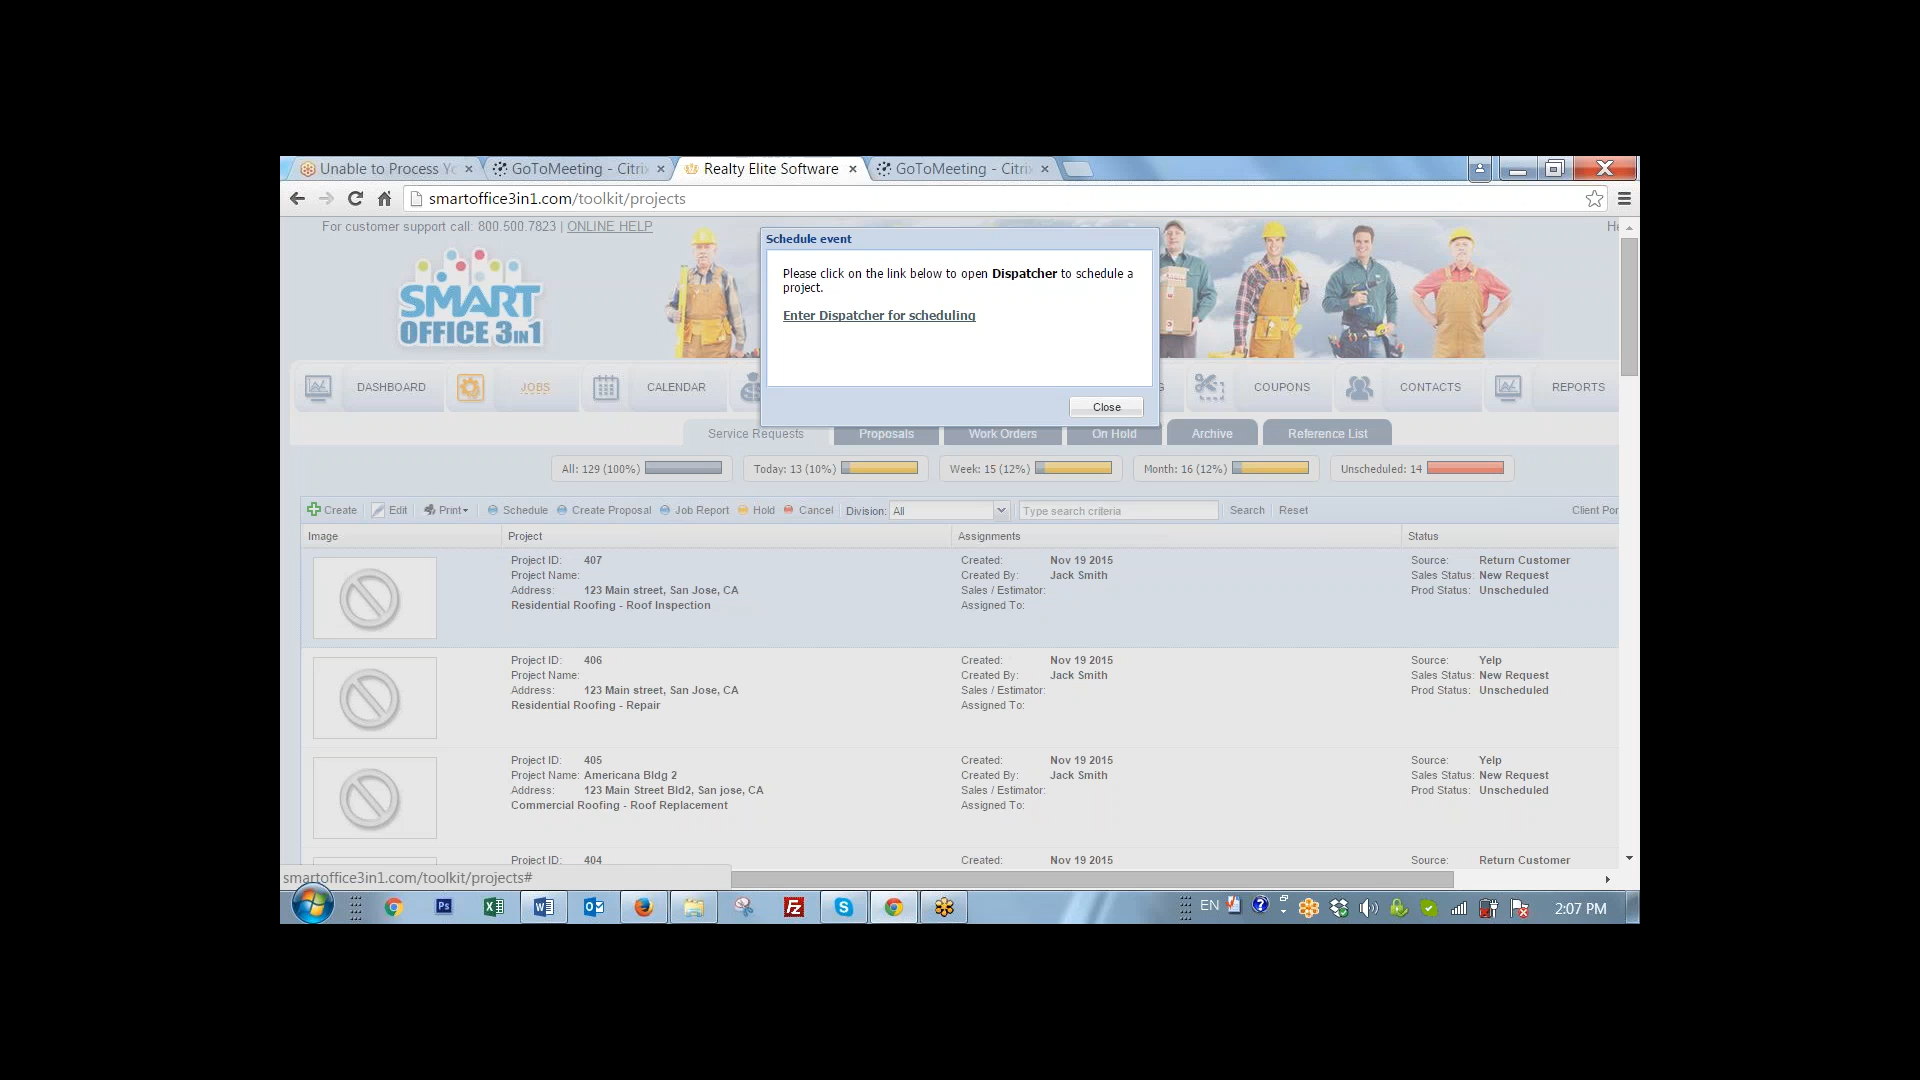 Unable to Process Yo
GoToMeeting - Citrix
Realty Elite Software
GoToMeeting - Citrix
smartoffice3in1.com/toolkit/projects
For customer support call: 800.500.7823 | ONLINE HELP
He
SMART
OFFICE 3IN1
Schedule event
Please click on the link below to open Dispatcher to schedule a
project.
Enter Dispatcher for scheduling
Close
DASHBOARD
JOBS
CALENDAR
G
COUPONS
CONTACTS
REPORTS
Service Requests
Proposals
Work Orders
On Hold
Archive
Reference List
All: 129 (100%)
Today: 13 (10%)
Week: 15 (12%)
Month: 16 (12%)
Unscheduled: 14
Create Edit Print Schedule Create Proposal Job Report Hold Cancel Division: All Type search criteria Search Reset Client Por
Image Project Assignments Status
Project ID: 407 Created: Nov 19 2015 Source: Return Customer
Project Name: Created By: Jack Smith Sales Status: New Request
Address: 123 Main street, San Jose, CA Sales / Estimator: Prod Status: Unscheduled
Residential Roofing - Roof Inspection Assigned To:
Project ID: 406 Created: Nov 19 2015 Source: Yelp
Project Name: Created By: Jack Smith Sales Status: New Request
Address: 123 Main street, San Jose, CA Sales / Estimator: Prod Status: Unscheduled
Residential Roofing - Repair Assigned To:
Project ID: 405 Created: Nov 19 2015 Source: Yelp
Project Name: Americana Bldg 2 Created By: Jack Smith Sales Status: New Request
Address: 123 Main Street Bld2, San jose, CA Sales / Estimator: Prod Status: Unscheduled
Commercial Roofing - Roof Replacement Assigned To:
Project ID: 404 Created: Nov 19 2015 Source: Return Customer
smartoffice3in1.com/toolkit/projects#
Ps
EN
2:07 PM